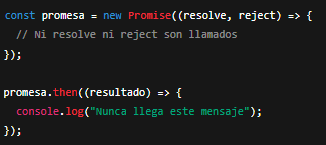 const promesa = new Promise((resolve, reject) => {
  // Ni resolve ni reject son llamados
});

promesa.then((resultado) => {
  console.log("Nunca llega este mensaje");
});